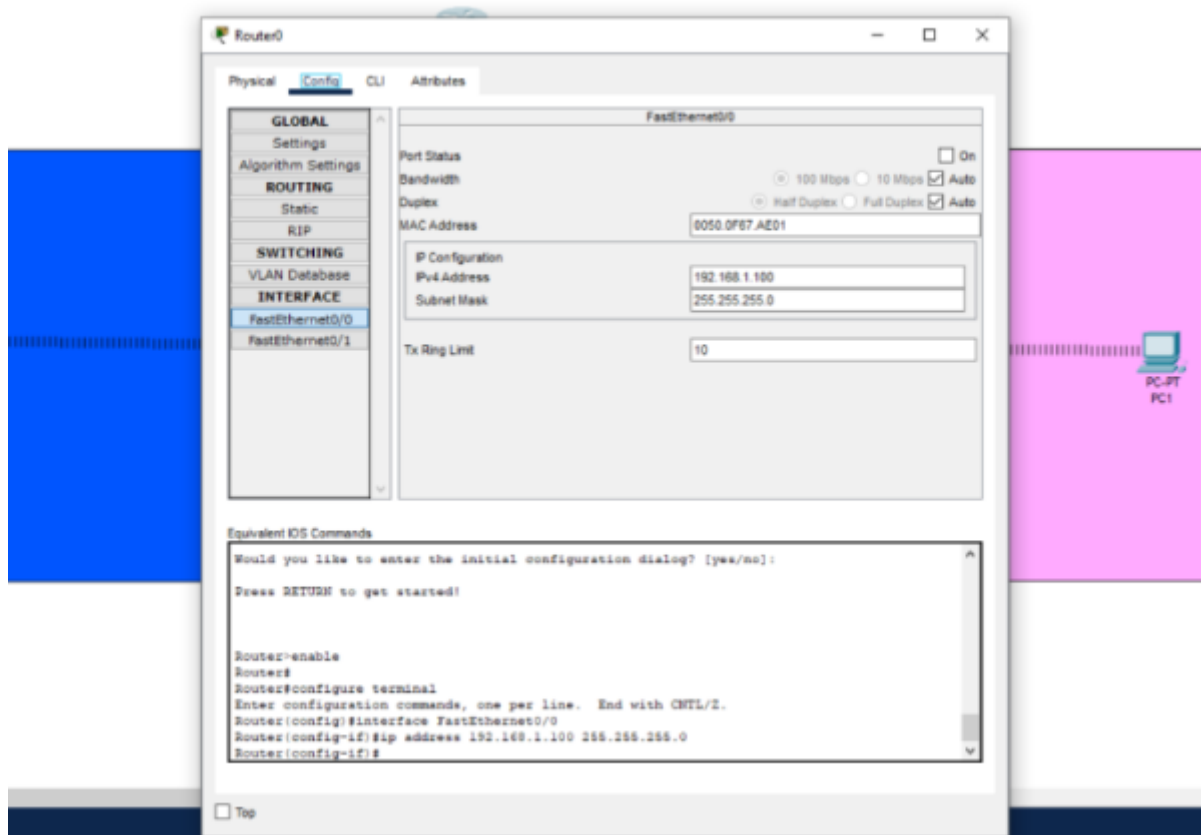 Router0
Physical Config CLI Attributes
GLOBAL
Settings
Algorithm Settings
ROUTING
Static
RIP
SWITCHING
VLAN Database
INTERFACE
FastEthernet0/0
FastEthernet0/1
FastEthernet0/0
Port Status On
Bandwidth 100 Mbps 10 Mbps Auto
Duplex Half Duplex Full Duplex Auto
MAC Address 0050.0F67.AE01
IP Configuration
IPv4 Address 192.168.1.100
Subnet Mask 255.255.255.0
Tx Ring Limit 10
PC-PT
PC1
Equivalent IOS Commands
Would you like to enter the initial configuration dialog? [yes/no]:
Press RETURN to get started!
Router>enable
Router#
Router#configure terminal
Enter configuration commands, one per line. End with CNTL/Z.
Router(config)#interface FastEthernet0/0
Router(config-if)#ip address 192.168.1.100 255.255.255.0
Router(config-if)#
Top